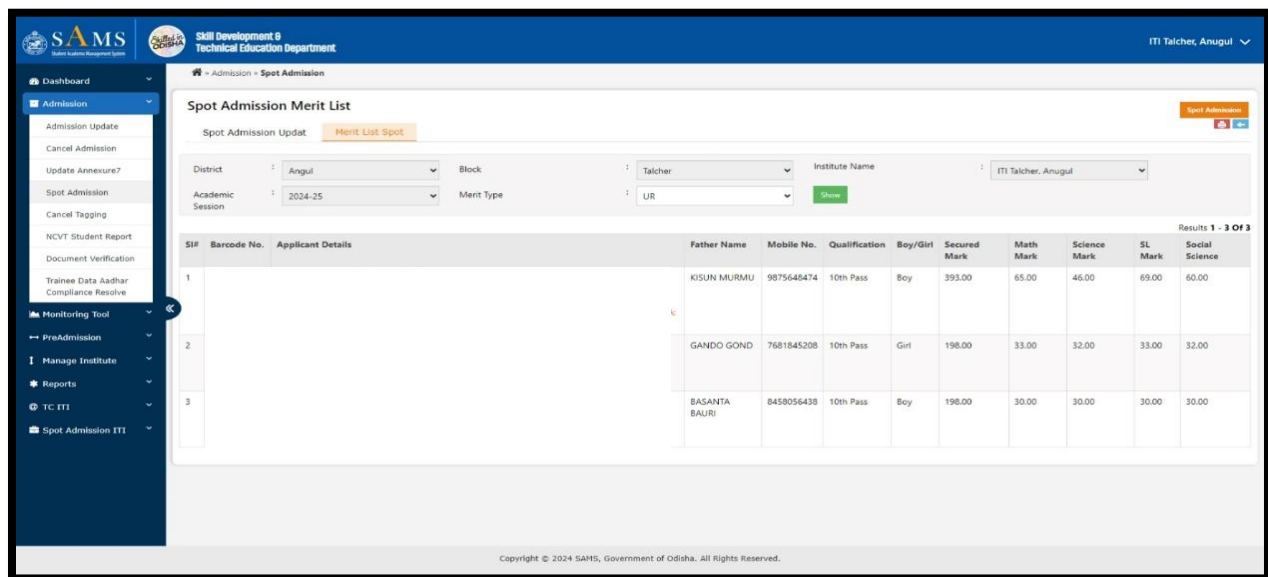 SAMS
Student Academic Management System
Skilled in ODISHA
Skill Development &
Technical Education Department
ITI Talcher, Anugul
» Admission » Spot Admission
Dashboard
Admission
Admission Update
Cancel Admission
Update Annexure7
Spot Admission
Cancel Tagging
NCVT Student Report
Document Verification
Trainee Data Aadhar
Compliance Resolve
Monitoring Tool
PreAdmission
Manage Institute
Reports
TC ITI
Spot Admission ITI
Spot Admission Merit List
Spot Admission
Spot Admission Updat Merit List Spot
District : Angul Block : Talcher Institute Name : ITI Talcher, Anugul
Academic Session : 2024-25 Merit Type : UR Show
Results 1 - 3 Of 3
Sl# Barcode No. Applicant Details Father Name Mobile No. Qualification Boy/Girl Secured Mark Math Mark Science Mark SL Mark Social Science
1 KISUN MURMU 9875648474 10th Pass Boy 393.00 65.00 46.00 69.00 60.00
2 GANDO GOND 7681845208 10th Pass Girl 198.00 33.00 32.00 33.00 32.00
3 BASANTA BAURI 8458056438 10th Pass Boy 198.00 30.00 30.00 30.00 30.00
Copyright © 2024 SAMS, Government of Odisha. All Rights Reserved.